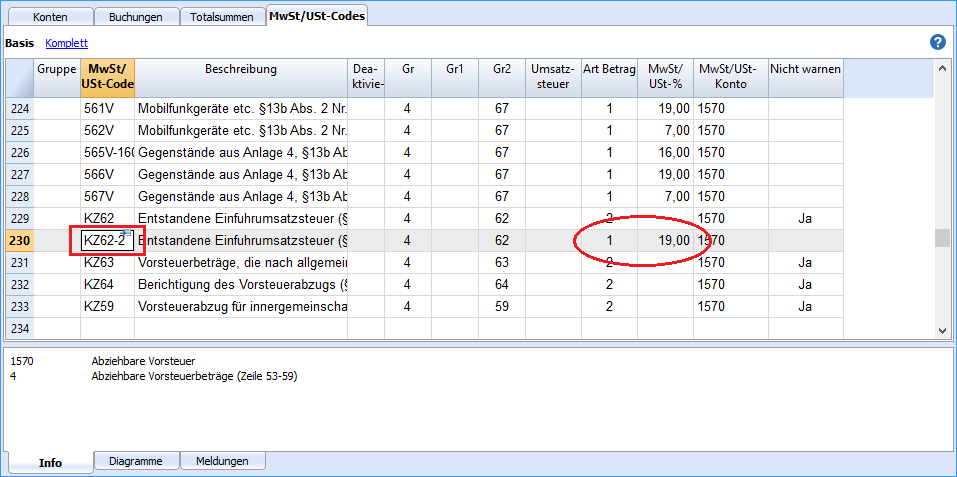 Konten Buchungen Totalsummen MwSt/USt-Codes
Basis Komplett ?
Gruppe MwSt/ USt-Code Beschreibung Dea- ktivie- Gr Gr1 Gr2 Umsatz- steuer Art Betrag MwSt/ USt-% MwSt/USt- Konto Nicht warnen
224 561V Mobilfunkgeräte etc. §13b Abs. 2 Nr. 4 67 1 19,00 1570
225 562V Mobilfunkgeräte etc. §13b Abs. 2 Nr. 4 67 1 7,00 1570
226 565V-160 Gegenstände aus Anlage 4, §13b Ab 4 67 1 16,00 1570
227 566V Gegenstände aus Anlage 4, §13b Ab 4 67 1 19,00 1570
228 567V Gegenstände aus Anlage 4, §13b Ab 4 67 1 7,00 1570
229 KZ62 Entstandene Einfuhrumsatzsteuer (§ 4 62 2 1570 Ja
230 KZ62-2 Entstandene Einfuhrumsatzsteuer (§ 4 62 1 19,00 1570
231 KZ63 Vorsteuerbeträge, die nach allgemein 4 63 2 1570 Ja
232 KZ64 Berichtigung des Vorsteuerabzugs (§ 4 64 2 1570 Ja
233 KZ59 Vorsteuerabzug für innergemeinscha 4 59 2 1570 Ja
234
1570 Abziehbare Vorsteuer
4 Abziehbare Vorsteuerbeträge (Zeile 53-59)
Info Diagramme Meldungen